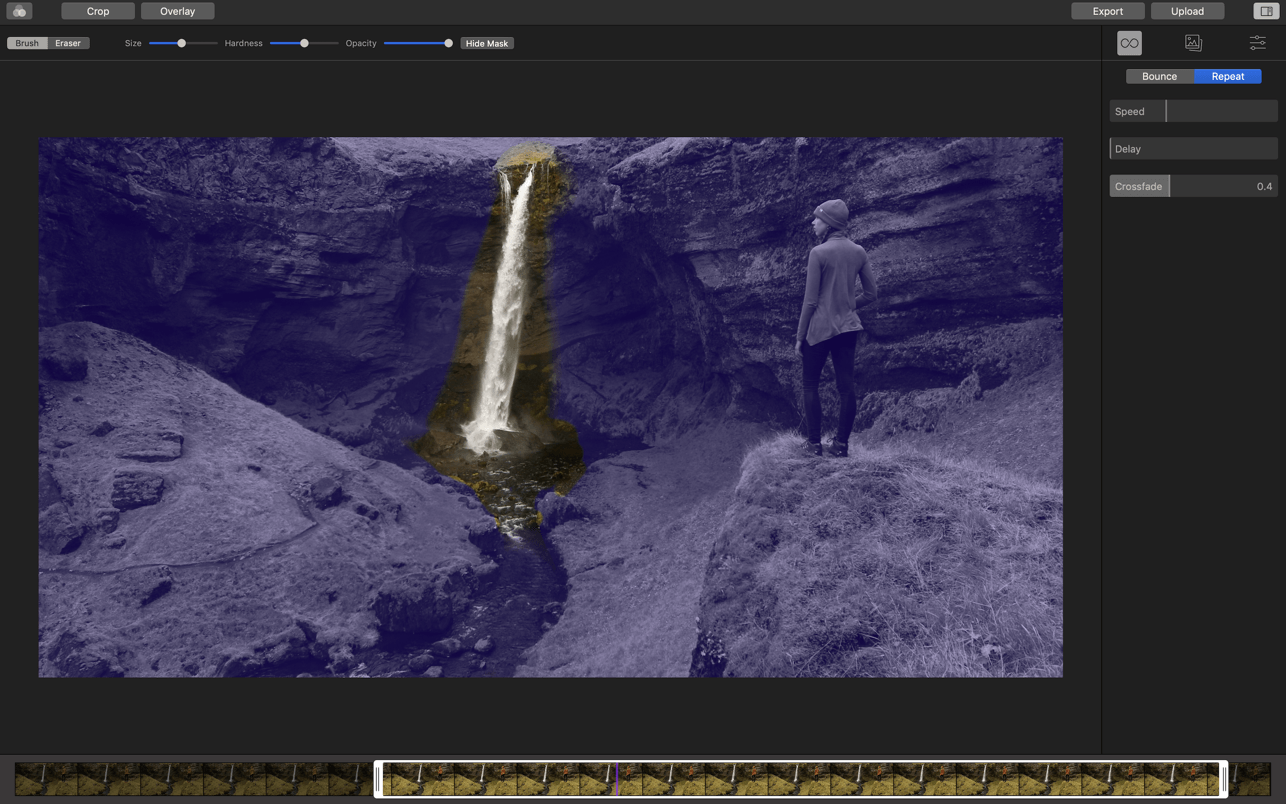 Crop Overlay Export Upload
Brush Eraser Size Hardness Opacity Hide Mask
Bounce Repeat
Speed
Delay
Crossfade 0.4